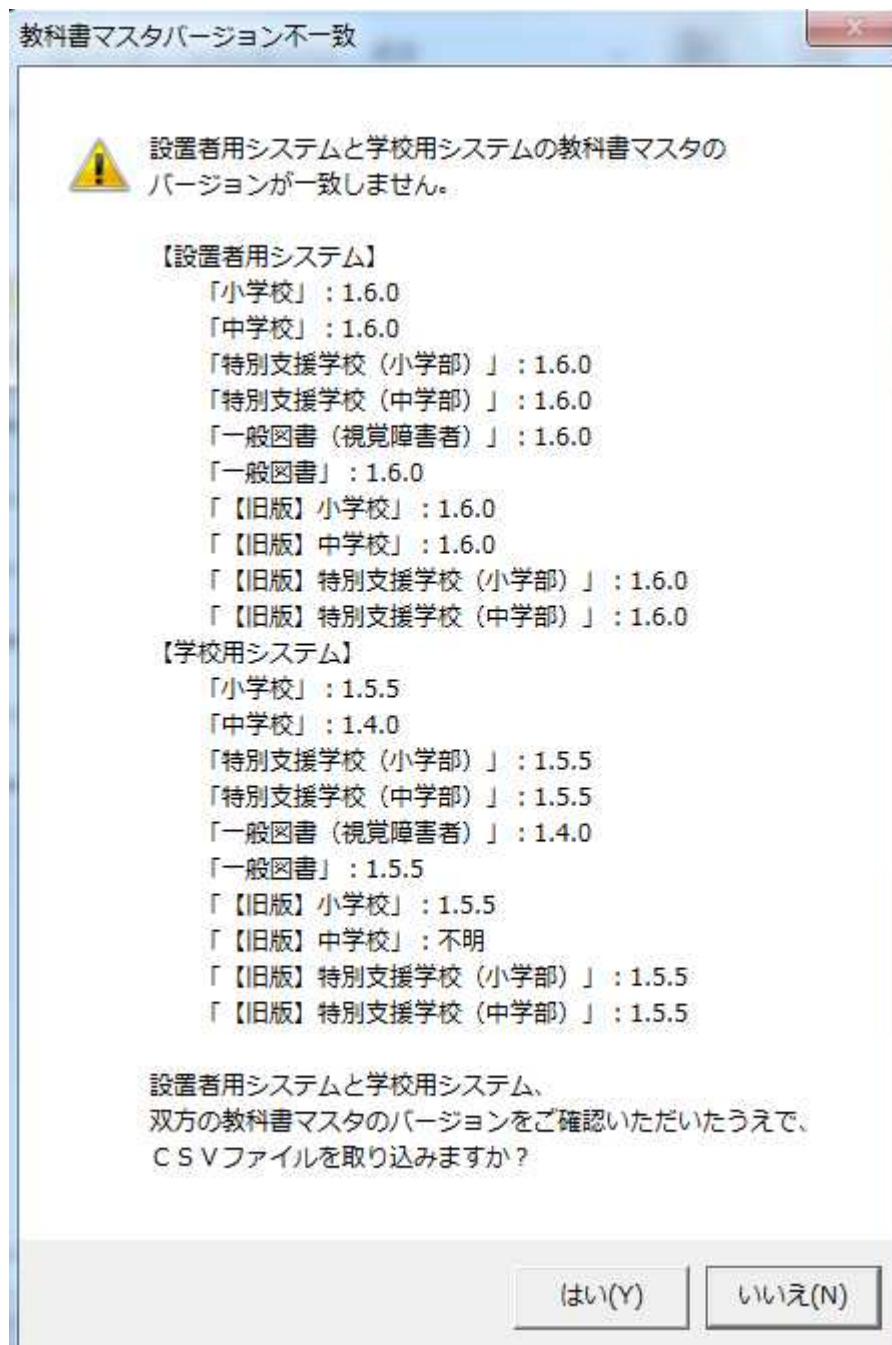 教科書マスタバージョン不一致
設置者用システムと学校用システムの教科書マスタの
バージョンが一致しません。
【設置者用システム】
「小学校」：1.6.0
「中学校」：1.6.0
「特別支援学校（小学部）」：1.6.0
「特別支援学校（中学部）」：1.6.0
「一般図書（視覚障害者）」：1.6.0
「一般図書」：1.6.0
「【旧版】小学校」：1.6.0
「【旧版】中学校」：1.6.0
「【旧版】特別支援学校（小学部）」：1.6.0
「【旧版】特別支援学校（中学部）」：1.6.0
【学校用システム】
「小学校」：1.5.5
「中学校」：1.4.0
「特別支援学校（小学部）」：1.5.5
「特別支援学校（中学部）」：1.5.5
「一般図書（視覚障害者）」：1.4.0
「一般図書」：1.5.5
「【旧版】小学校」：1.5.5
「【旧版】中学校」：不明
「【旧版】特別支援学校（小学部）」：1.5.5
「【旧版】特別支援学校（中学部）」：1.5.5
設置者用システムと学校用システム、
双方の教科書マスタのバージョンをご確認いただいたうえで、
ＣＳＶファイルを取り込みますか？
はい(Y)
いいえ(N)